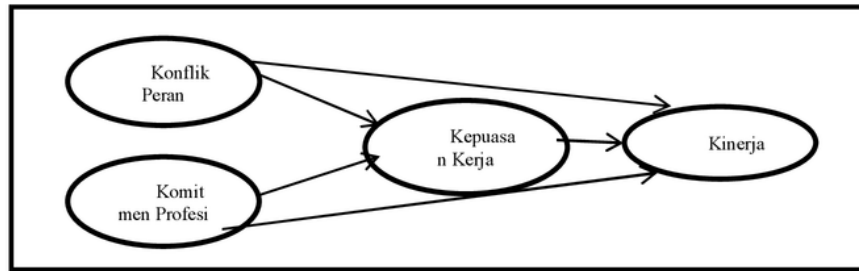 Konflik
Peran
Kepuasa
n Kerja
Kinerja
Komit
men Profesi